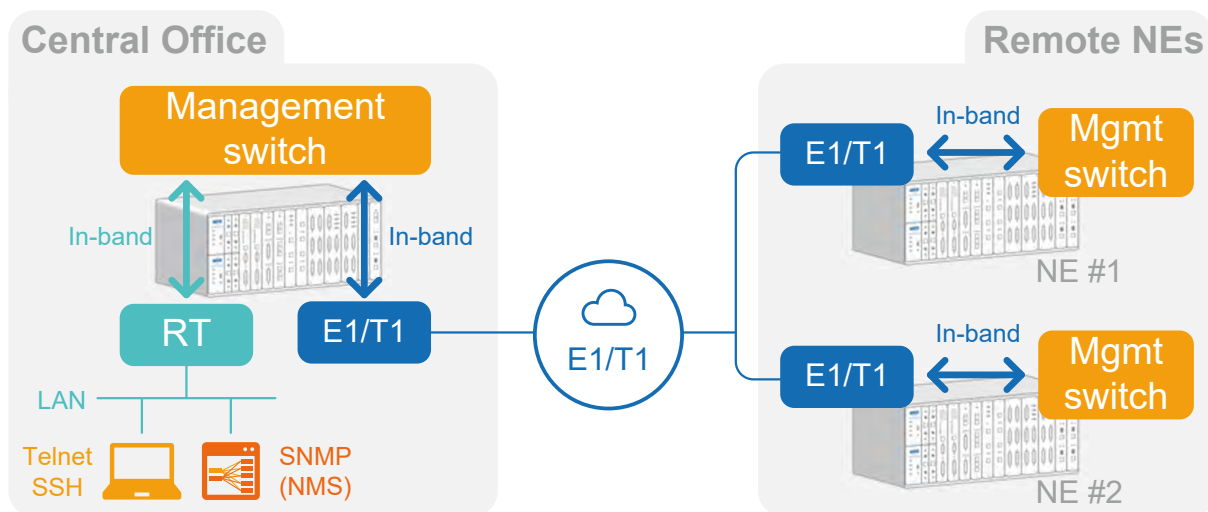 Central Office
Management
switch
In-band
In-band
RT
E1/T1
LAN
Telnet
SSH
SNMP
(NMS)
E1/T1
Remote NEs
E1/T1
In-band
Mgmt
switch
NE #1
E1/T1
In-band
Mgmt
switch
NE #2